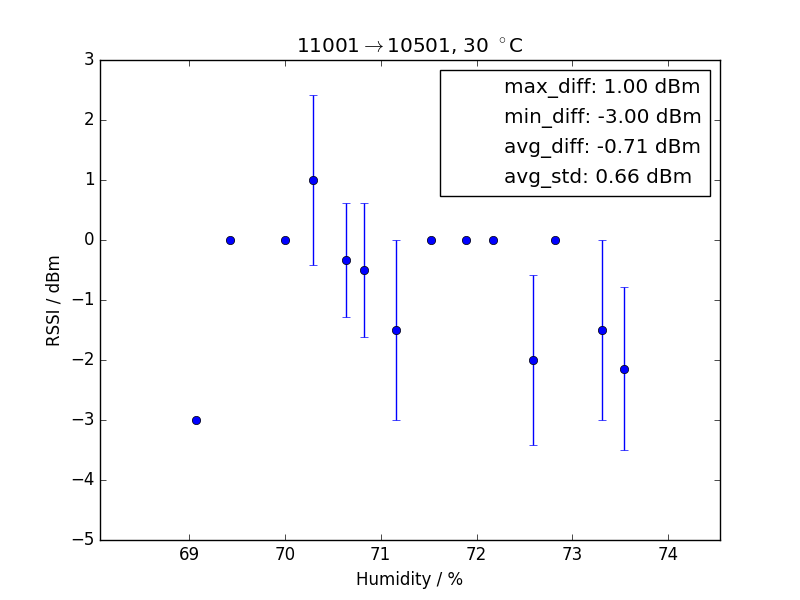 11001→10501, 30 °C
max_diff: 1.00 dBm
min_diff: -3.00 dBm
avg_diff: -0.71 dBm
avg_std: 0.66 dBm
RSSI / dBm
3
2
1
0
−1
−2
−3
−4
−5
69 70 71 72 73 74
Humidity / %